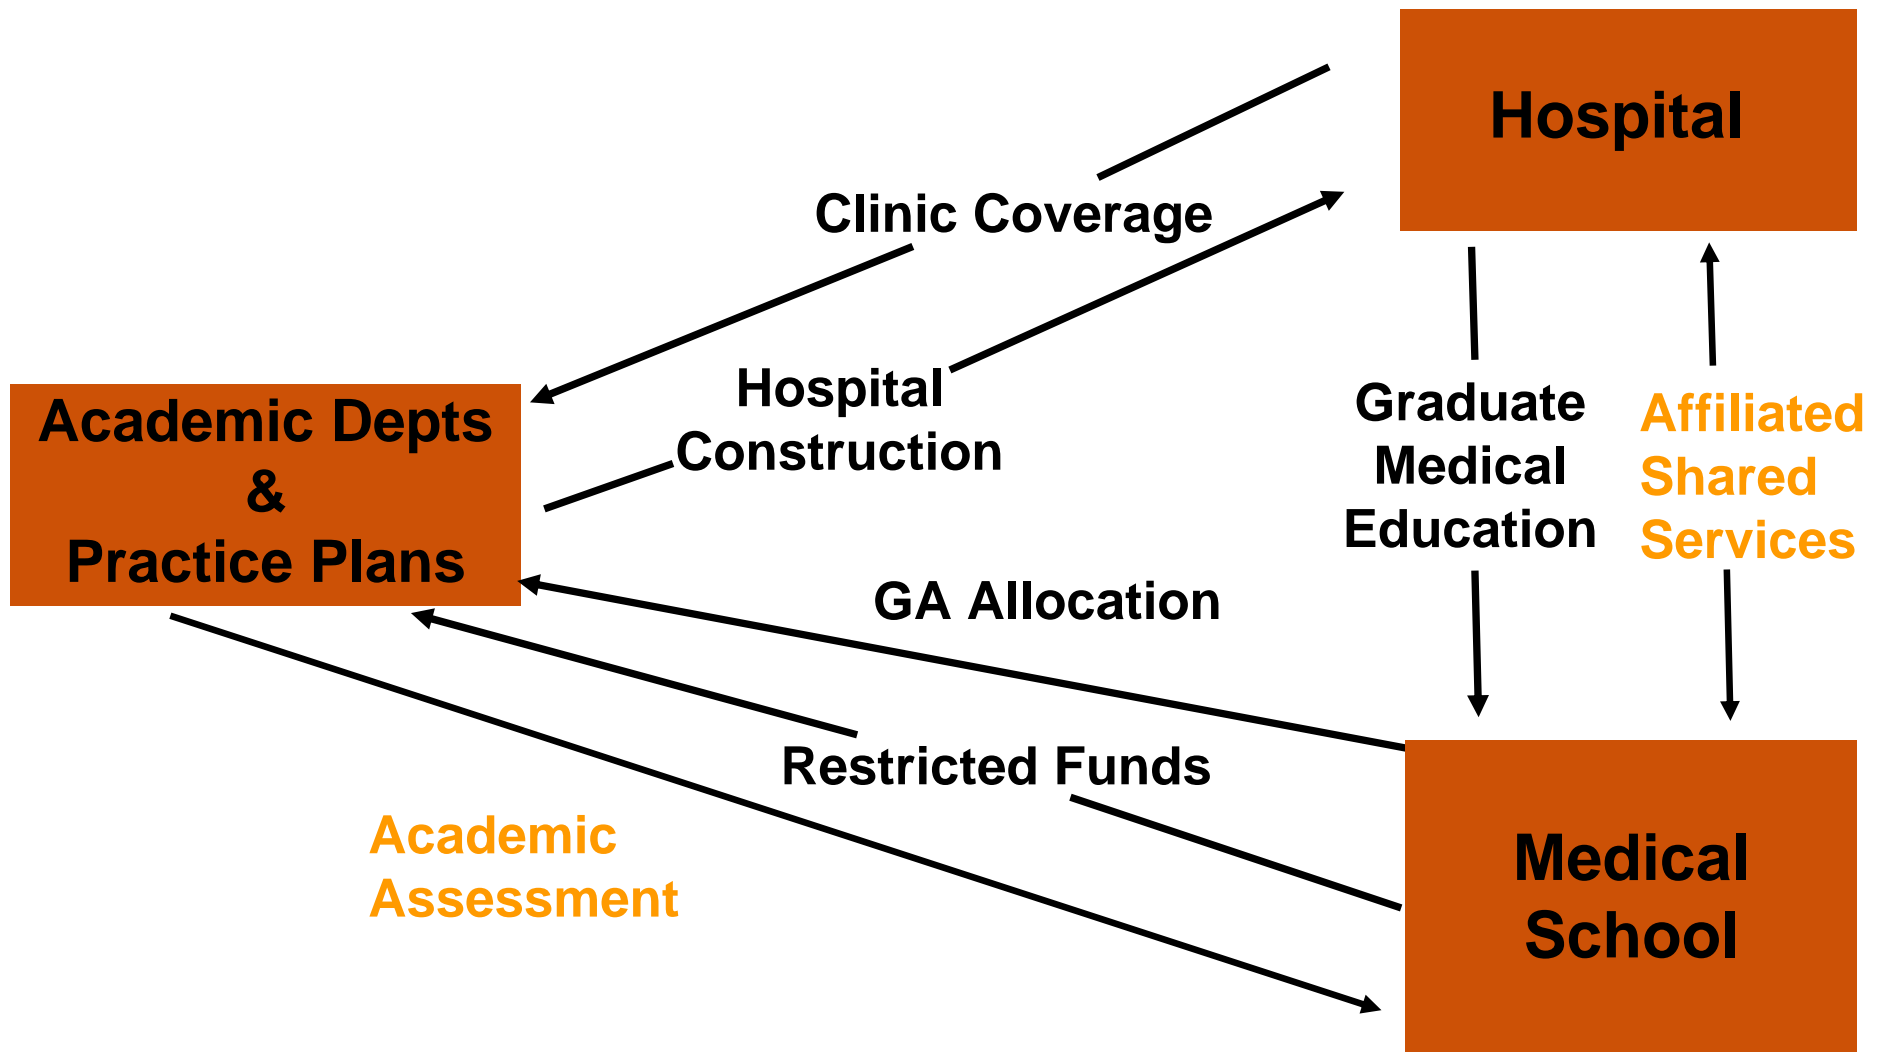 Hospital
Clinic Coverage
Hospital
Construction
Academic Depts
&
Practice Plans
Graduate
Medical
Education
Affiliated
Shared
Services
GA Allocation
Restricted Funds
Academic
Assessment
Medical
School